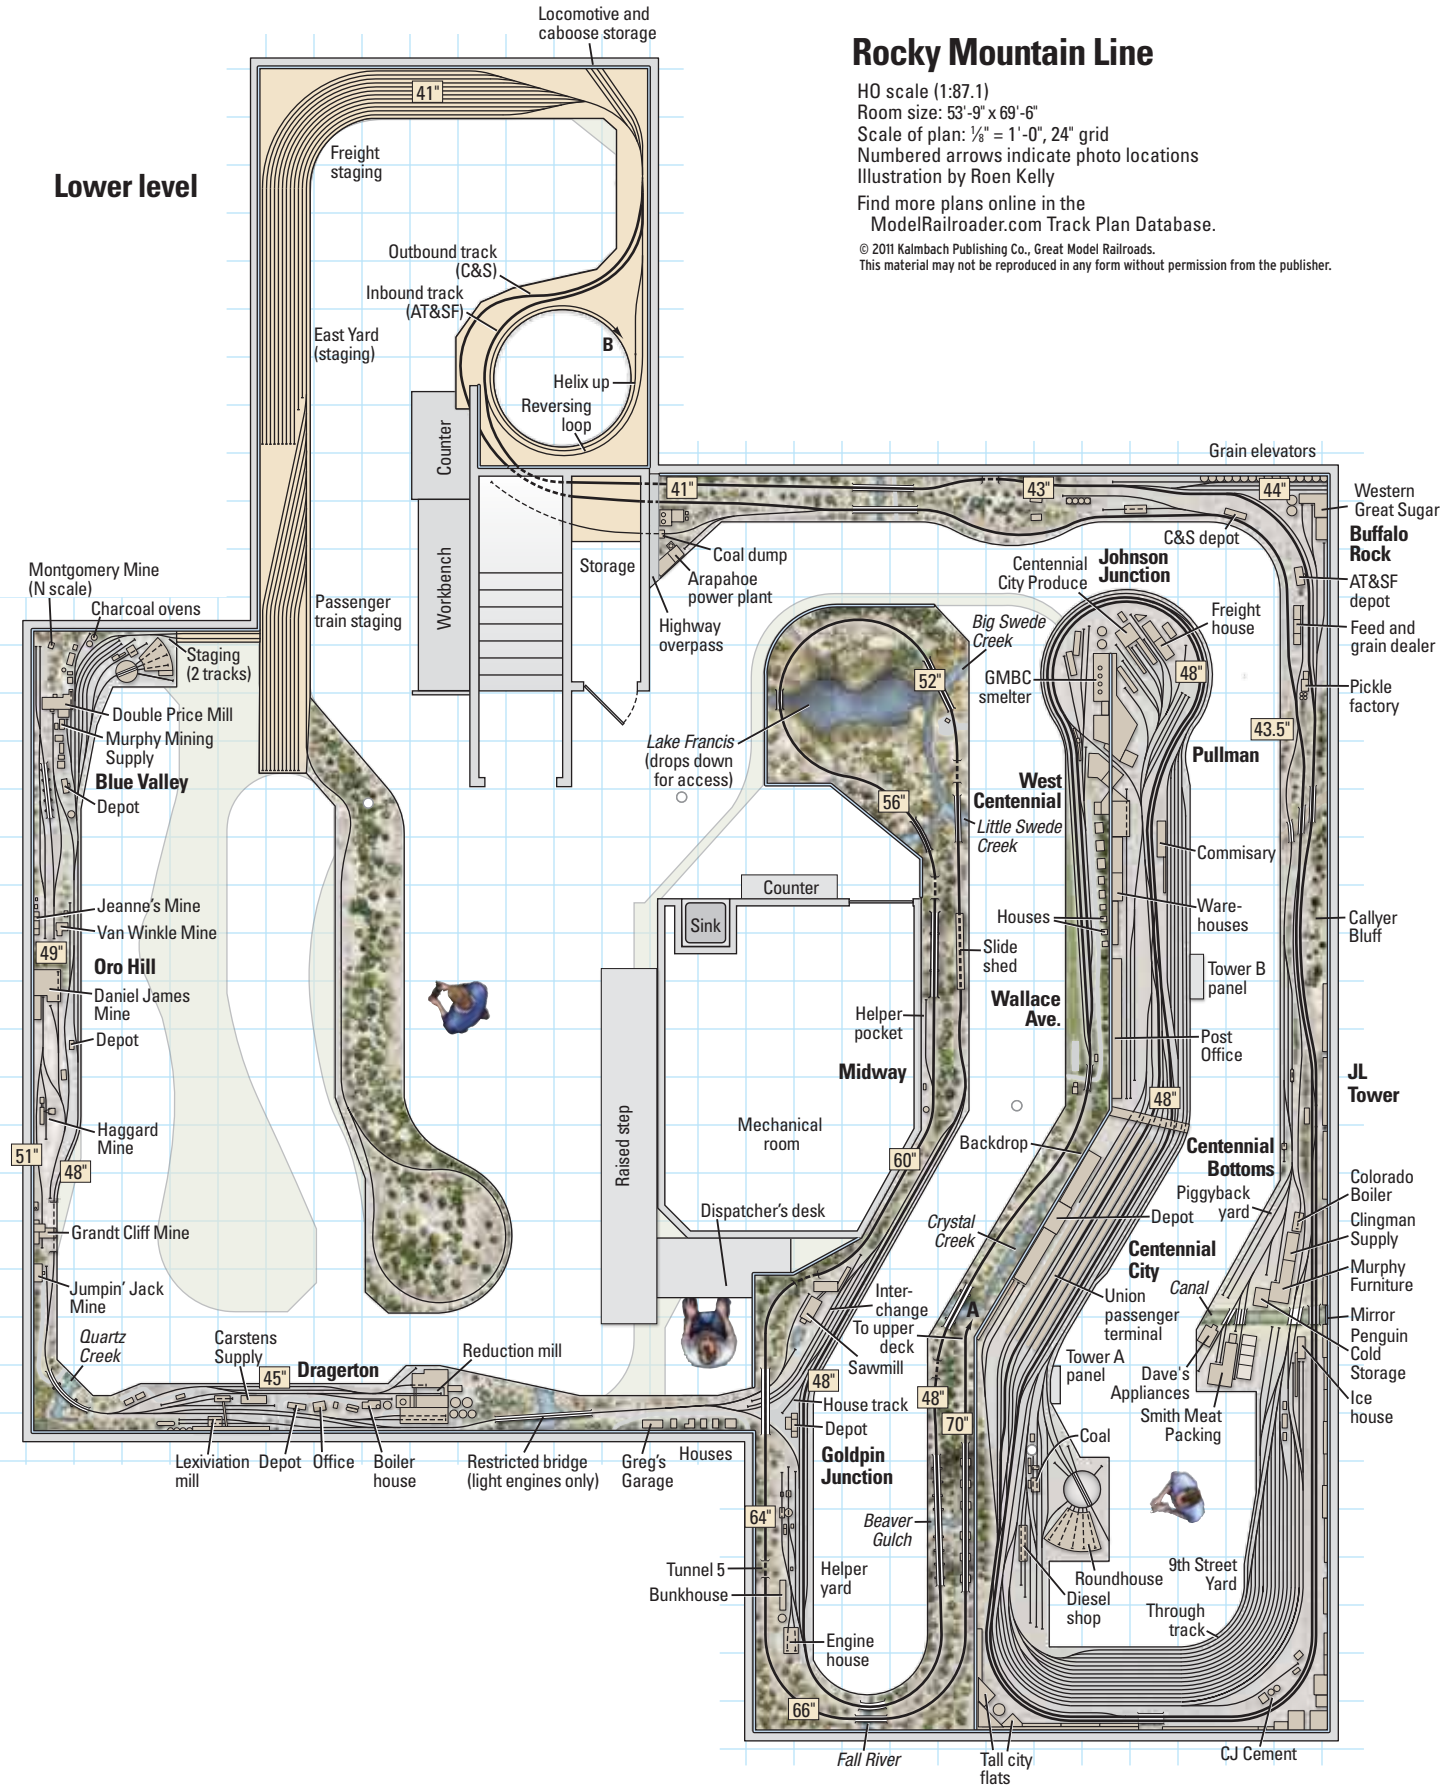 Locomotive and
caboose storage
Rocky Mountain Line
HO scale (1:87.1)
Room size: 53'-9" x 69'-6"
Scale of plan: ⅛" = 1'-0", 24" grid
Numbered arrows indicate photo locations
Illustration by Roen Kelly
Find more plans online in the
ModelRailroader.com Track Plan Database.
© 2011 Kalmbach Publishing Co., Great Model Railroads.
This material may not be reproduced in any form without permission from the publisher.
Lower level
41"
Freight
staging
Outbound track
(C&S)
Inbound track
(AT&SF)
East Yard
(staging)
B
Helix up
Reversing
loop
Counter
Workbench
Storage
Passenger
train staging
41"
43"
44"
Grain elevators
Western
Great Sugar
Buffalo
Rock
C&S depot
AT&SF
depot
Feed and
grain dealer
Pickle
factory
43.5"
Coal dump
Arapahoe
power plant
Highway
overpass
Centennial
City Produce
Johnson
Junction
Freight
house
GMBC
smelter
48"
Pullman
Big Swede
Creek
52"
Lake Francis
(drops down
for access)
56"
West
Centennial
Little Swede
Creek
Commisary
Ware-
houses
Houses
Callyer
Bluff
Tower B
panel
Wallace
Ave.
Post
Office
48"
JL
Tower
Montgomery Mine
(N scale)
Charcoal ovens
Staging
(2 tracks)
Double Price Mill
Murphy Mining
Supply
Blue Valley
Depot
Jeanne's Mine
Van Winkle Mine
49"
Oro Hill
Daniel James
Mine
Depot
Haggard
Mine
51"
48"
Grandt Cliff Mine
Jumpin' Jack
Mine
Quartz
Creek
Carstens
Supply
45"
Dragerton
Reduction mill
Lexiviation
mill
Depot
Office
Boiler
house
Restricted bridge
(light engines only)
Greg's
Garage
Houses
Counter
Sink
Slide
shed
Helper
pocket
Midway
Mechanical
room
Raised step
60"
Dispatcher's desk
Backdrop
Centennial
Bottoms
Piggyback
yard
Depot
Crystal
Creek
Centennial
City
Canal
Union
passenger
terminal
Colorado
Boiler
Clingman
Supply
Murphy
Furniture
Mirror
Penguin
Cold
Storage
Ice
house
Dave's
Appliances
Smith Meat
Packing
Tower A
panel
A
Inter-
change
To upper
deck
Sawmill
48"
House track
48"
70"
Depot
Goldpin
Junction
Coal
64"
Beaver
Gulch
Tunnel 5
Bunkhouse
Helper
yard
Engine
house
Roundhouse
Diesel
shop
9th Street
Yard
Through
track
66"
Fall River
Tall city
flats
CJ Cement